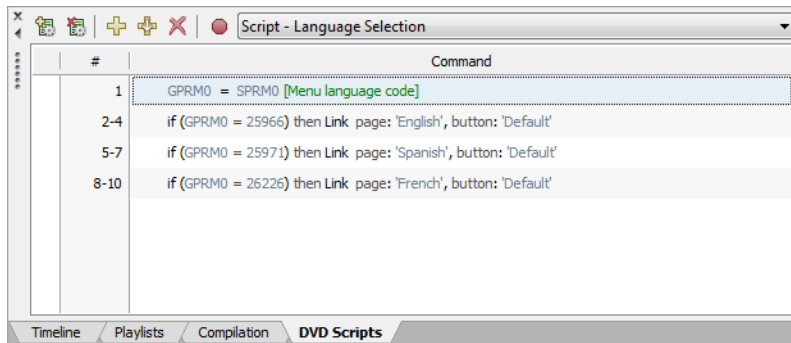 Script - Language Selection
# Command
1 GPRM0 = SPRM0 [Menu language code]
2-4 if (GPRM0 = 25966) then Link page: 'English', button: 'Default'
5-7 if (GPRM0 = 25971) then Link page: 'Spanish', button: 'Default'
8-10 if (GPRM0 = 26226) then Link page: 'French', button: 'Default'
Timeline Playlists Compilation DVD Scripts